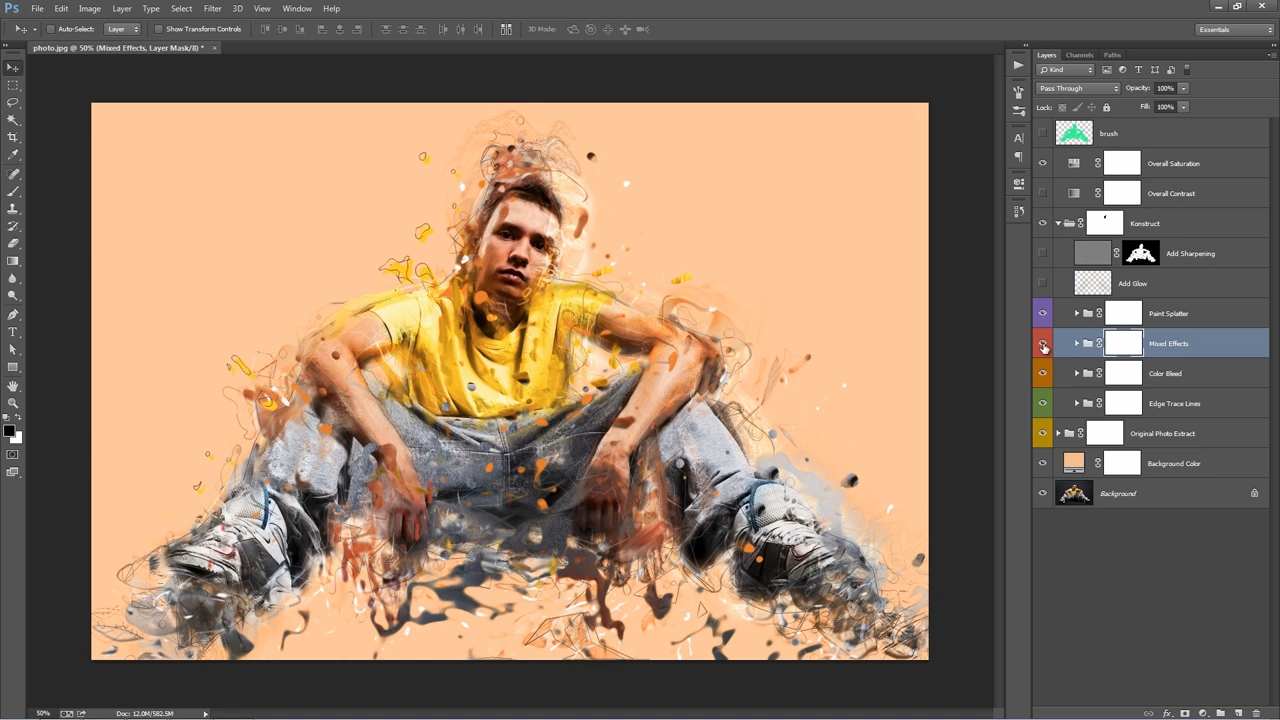 Ps File Edit Image Layer Type Select Filter 3D View Window Help
Auto-Select: Layer Show Transform Controls 3D Mode: Essentials
photo.jpg @ 50% (Mixed Effects, Layer Mask/8) * ×
Layers Channels Paths
Kind
Pass Through Opacity: 100%
Lock: Fill: 100%
brush
Overall Saturation
Overall Contrast
Konstruct
Add Sharpening
Add Glow
Paint Splatter
Mixed Effects
Color Bleed
Edge Trace Lines
Original Photo Extract
Background Color
Background
50% Doc: 12.0M/582.5M